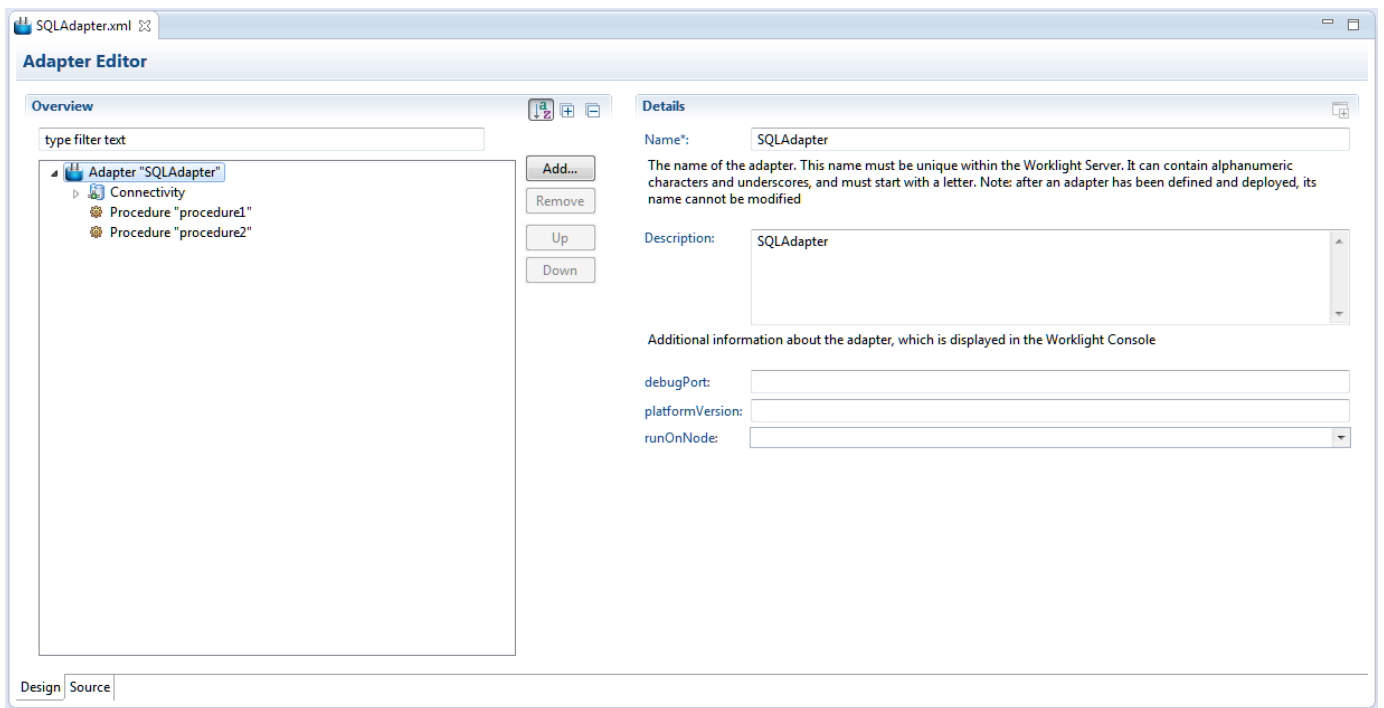 SQLAdapter.xml
Adapter Editor
Overview
type filter text
Adapter "SQLAdapter"
Connectivity
Procedure "procedure1"
Procedure "procedure2"
Add...
Remove
Up
Down
Details
Name*: SQLAdapter
The name of the adapter. This name must be unique within the Worklight Server. It can contain alphanumeric
characters and underscores, and must start with a letter. Note: after an adapter has been defined and deployed, its
name cannot be modified
Description: SQLAdapter
Additional information about the adapter, which is displayed in the Worklight Console
debugPort:
platformVersion:
runOnNode:
Design Source